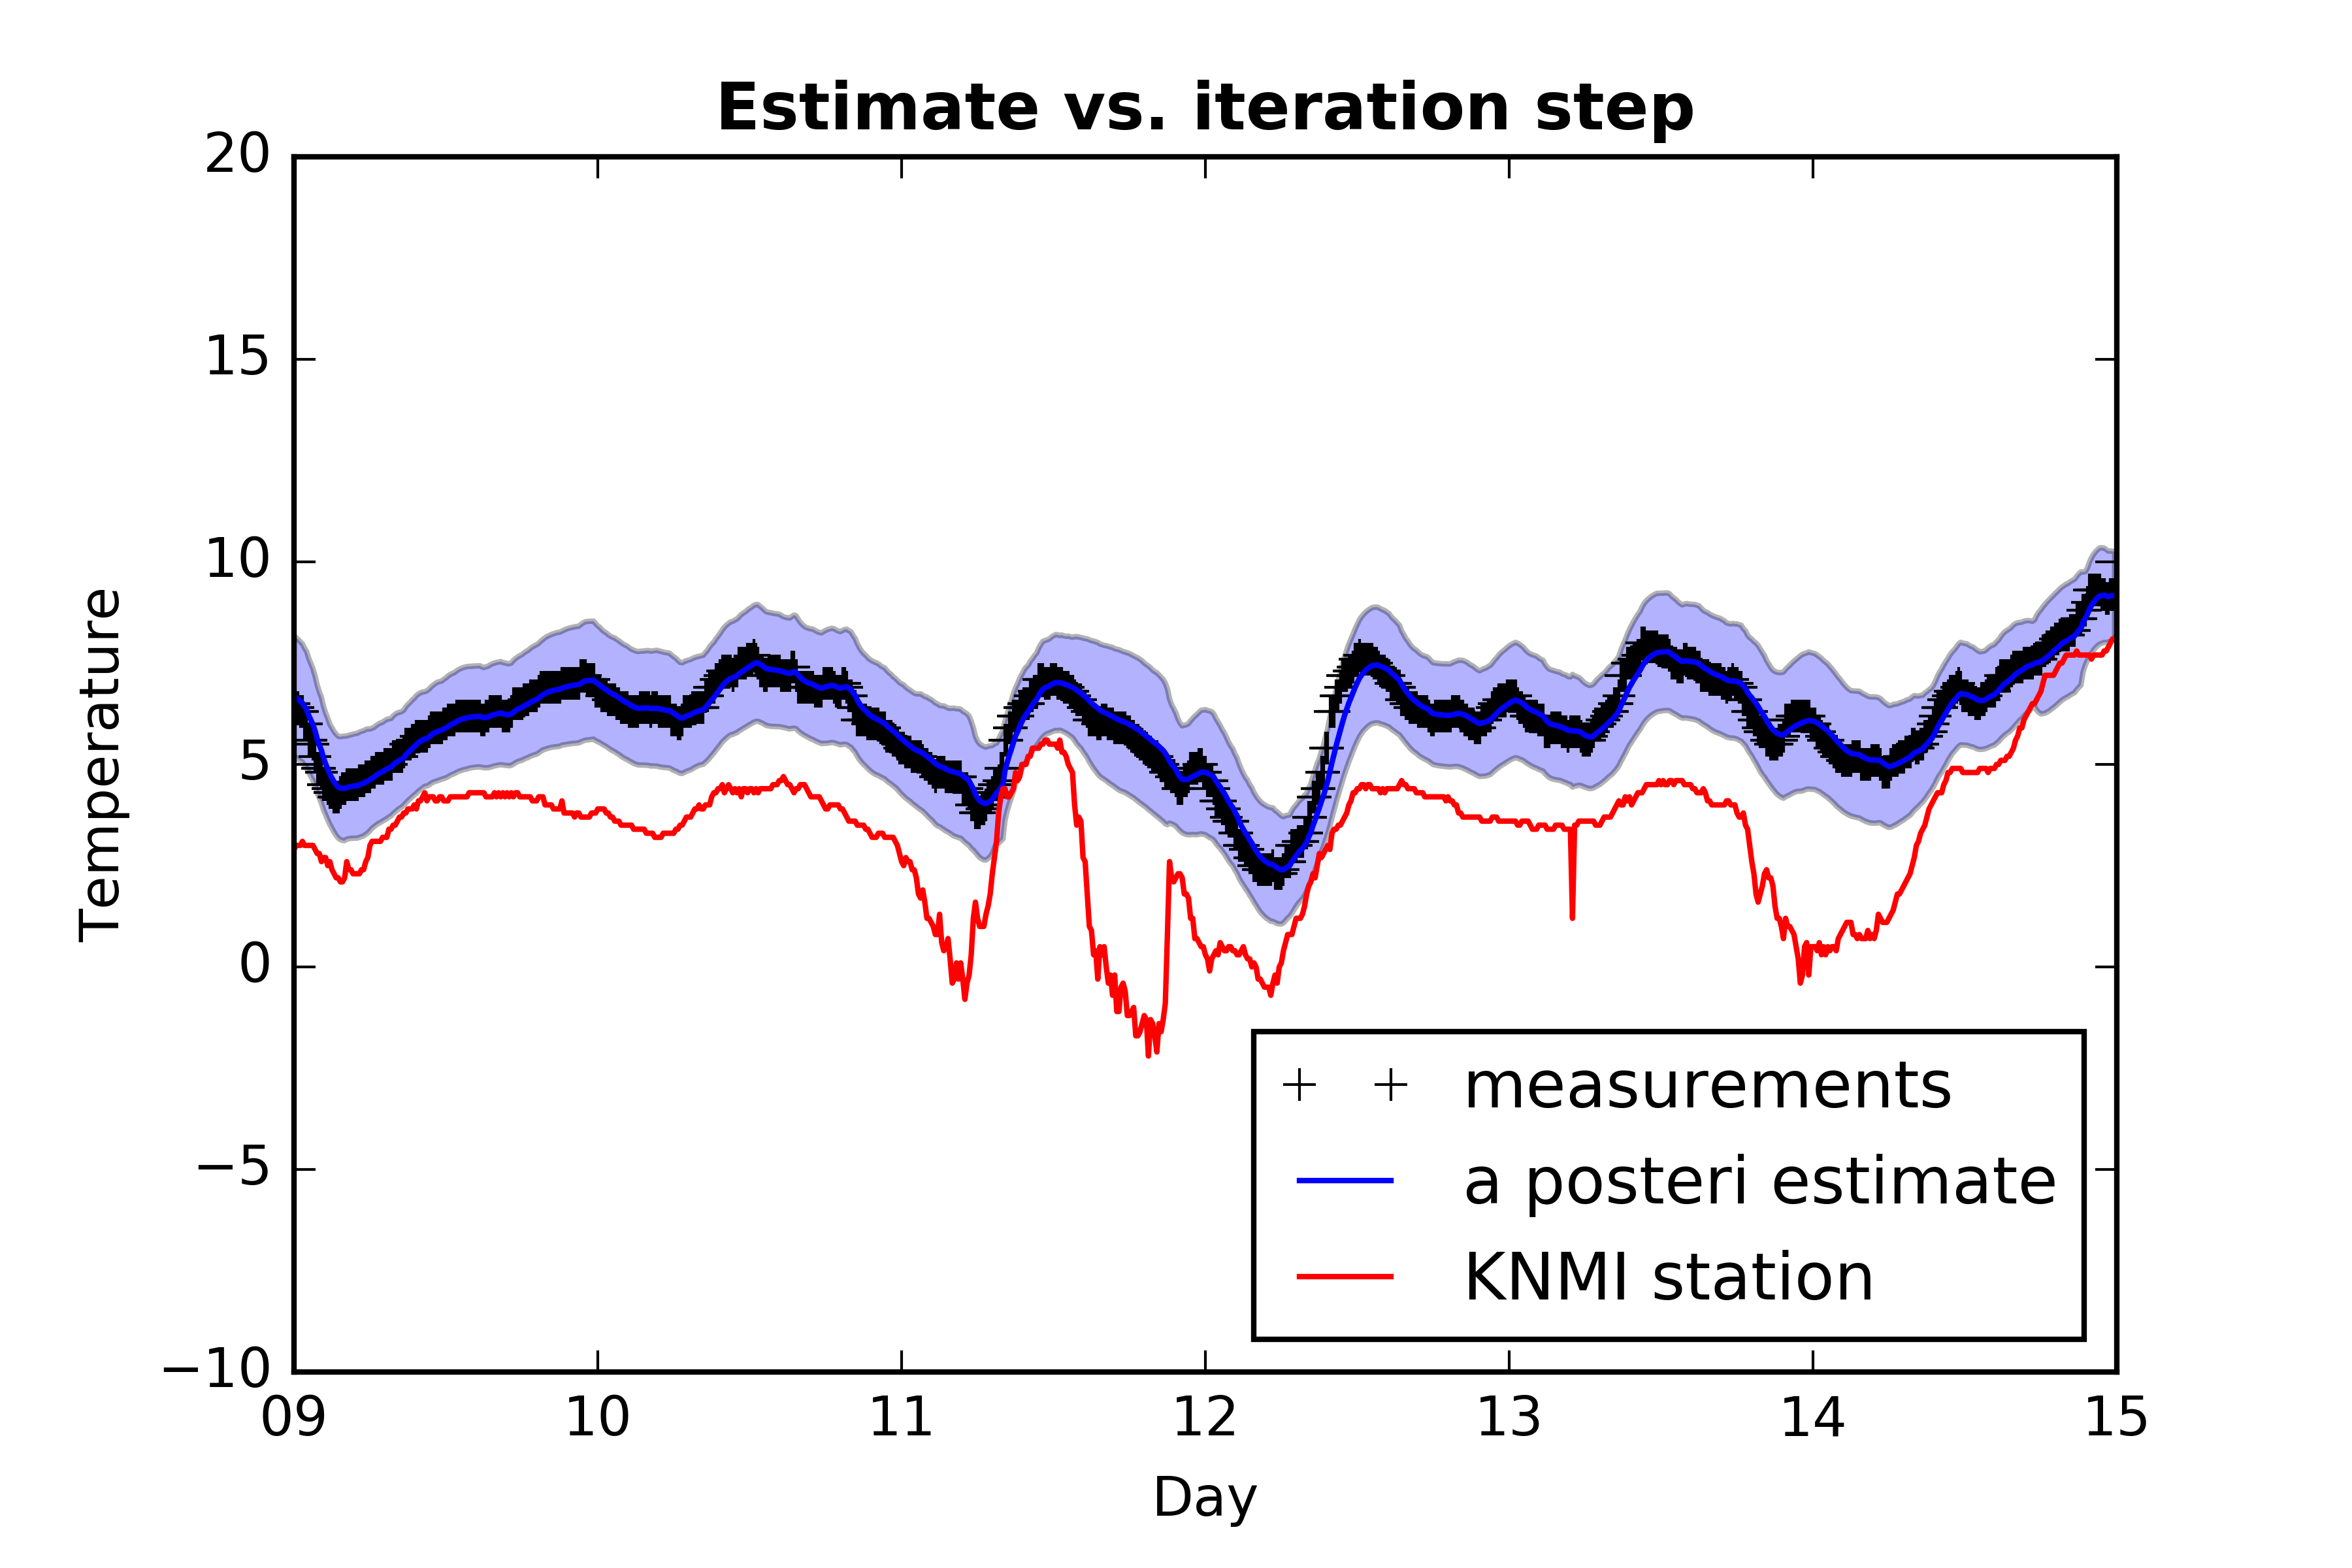 Estimate vs. iteration step
20
15
10
5
0
−5
−10
Temperature
measurements
a posteri estimate
KNMI station
09 10 11 12 13 14 15
Day